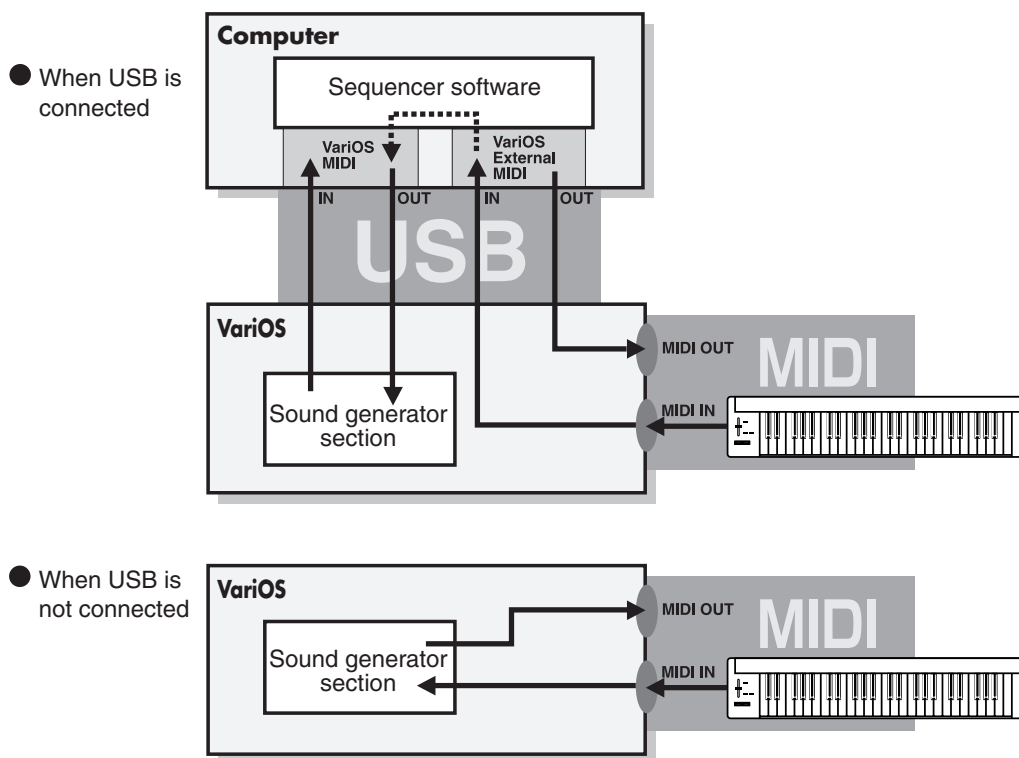 Computer
● When USB is
connected
Sequencer software
VariOS
MIDI
VariOS
External
MIDI
IN
OUT
IN
OUT
USB
VariOS
MIDI OUT
MIDI
MIDI IN
Sound generator
section
● When USB is
not connected
VariOS
MIDI OUT
MIDI
MIDI IN
Sound generator
section